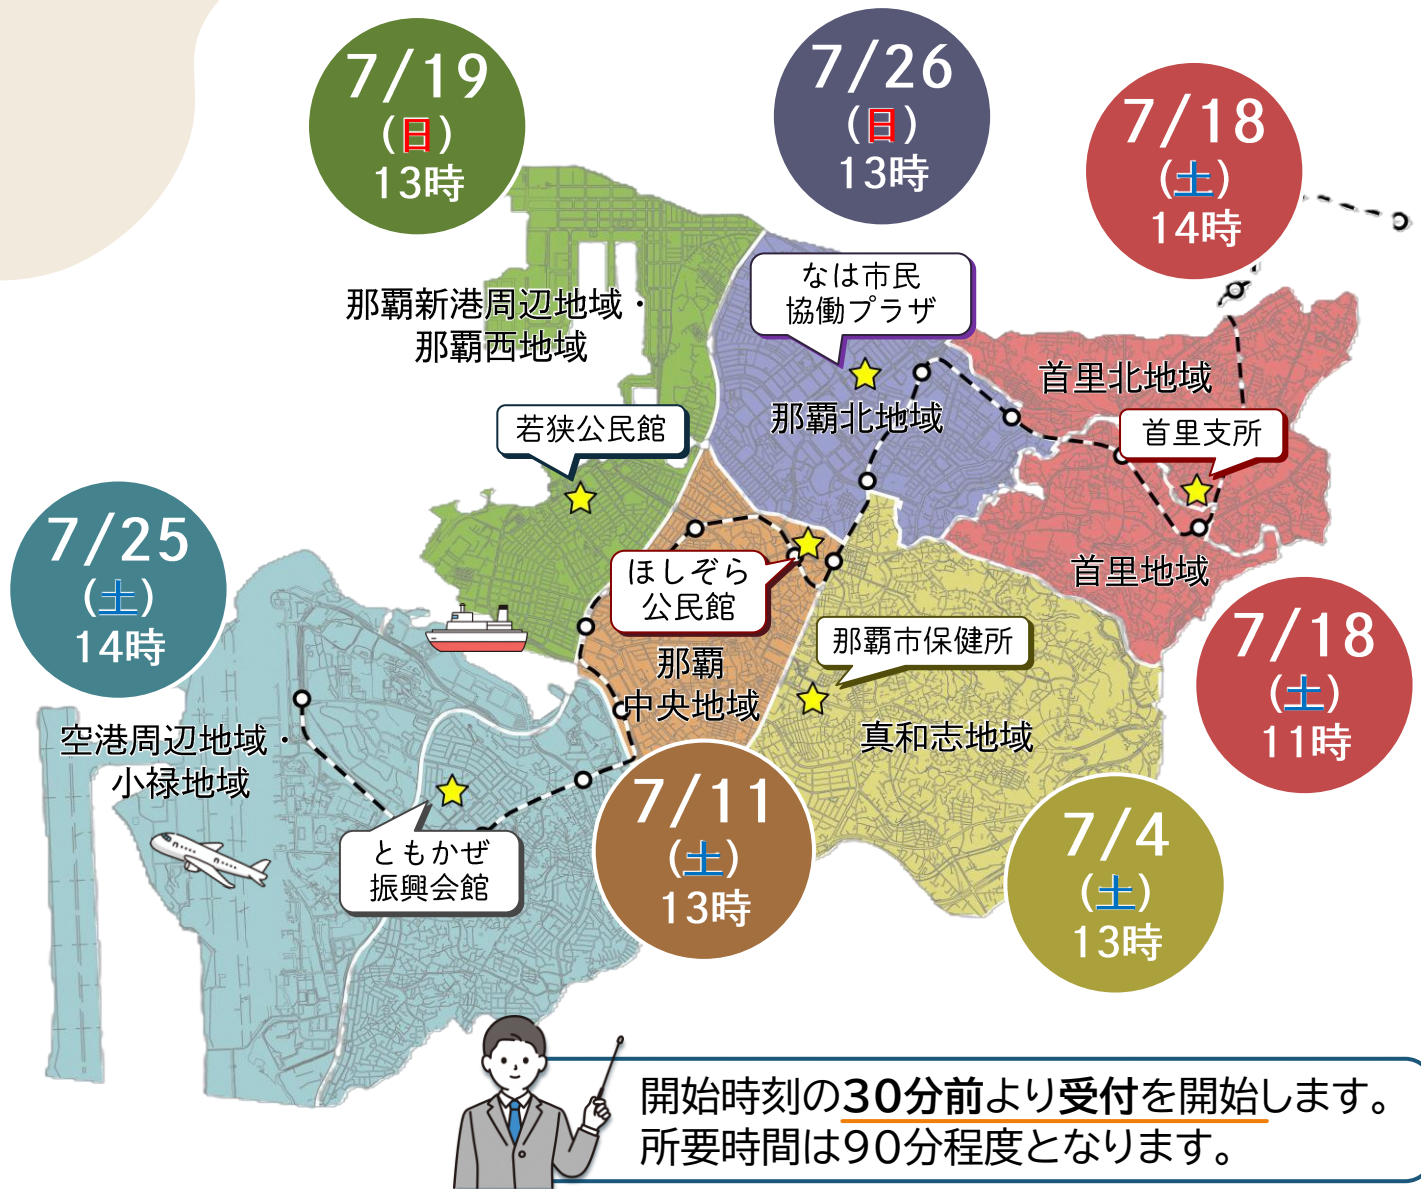 7/19
(日)
13時
7/26
(日)
13時
7/18
(土)
14時
那覇新港周辺地域・
那覇西地域
なは市民
協働プラザ
那覇北地域
首里北地域
首里支所
若狭公民館
首里地域
7/25
(土)
14時
ほしぞら
公民館
那覇
中央地域
那覇市保健所
真和志地域
7/18
(土)
11時
空港周辺地域・
小禄地域
ともかぜ
振興会館
7/11
(土)
13時
7/4
(土)
13時
開始時刻の30分前より受付を開始します。
所要時間は90分程度となります。